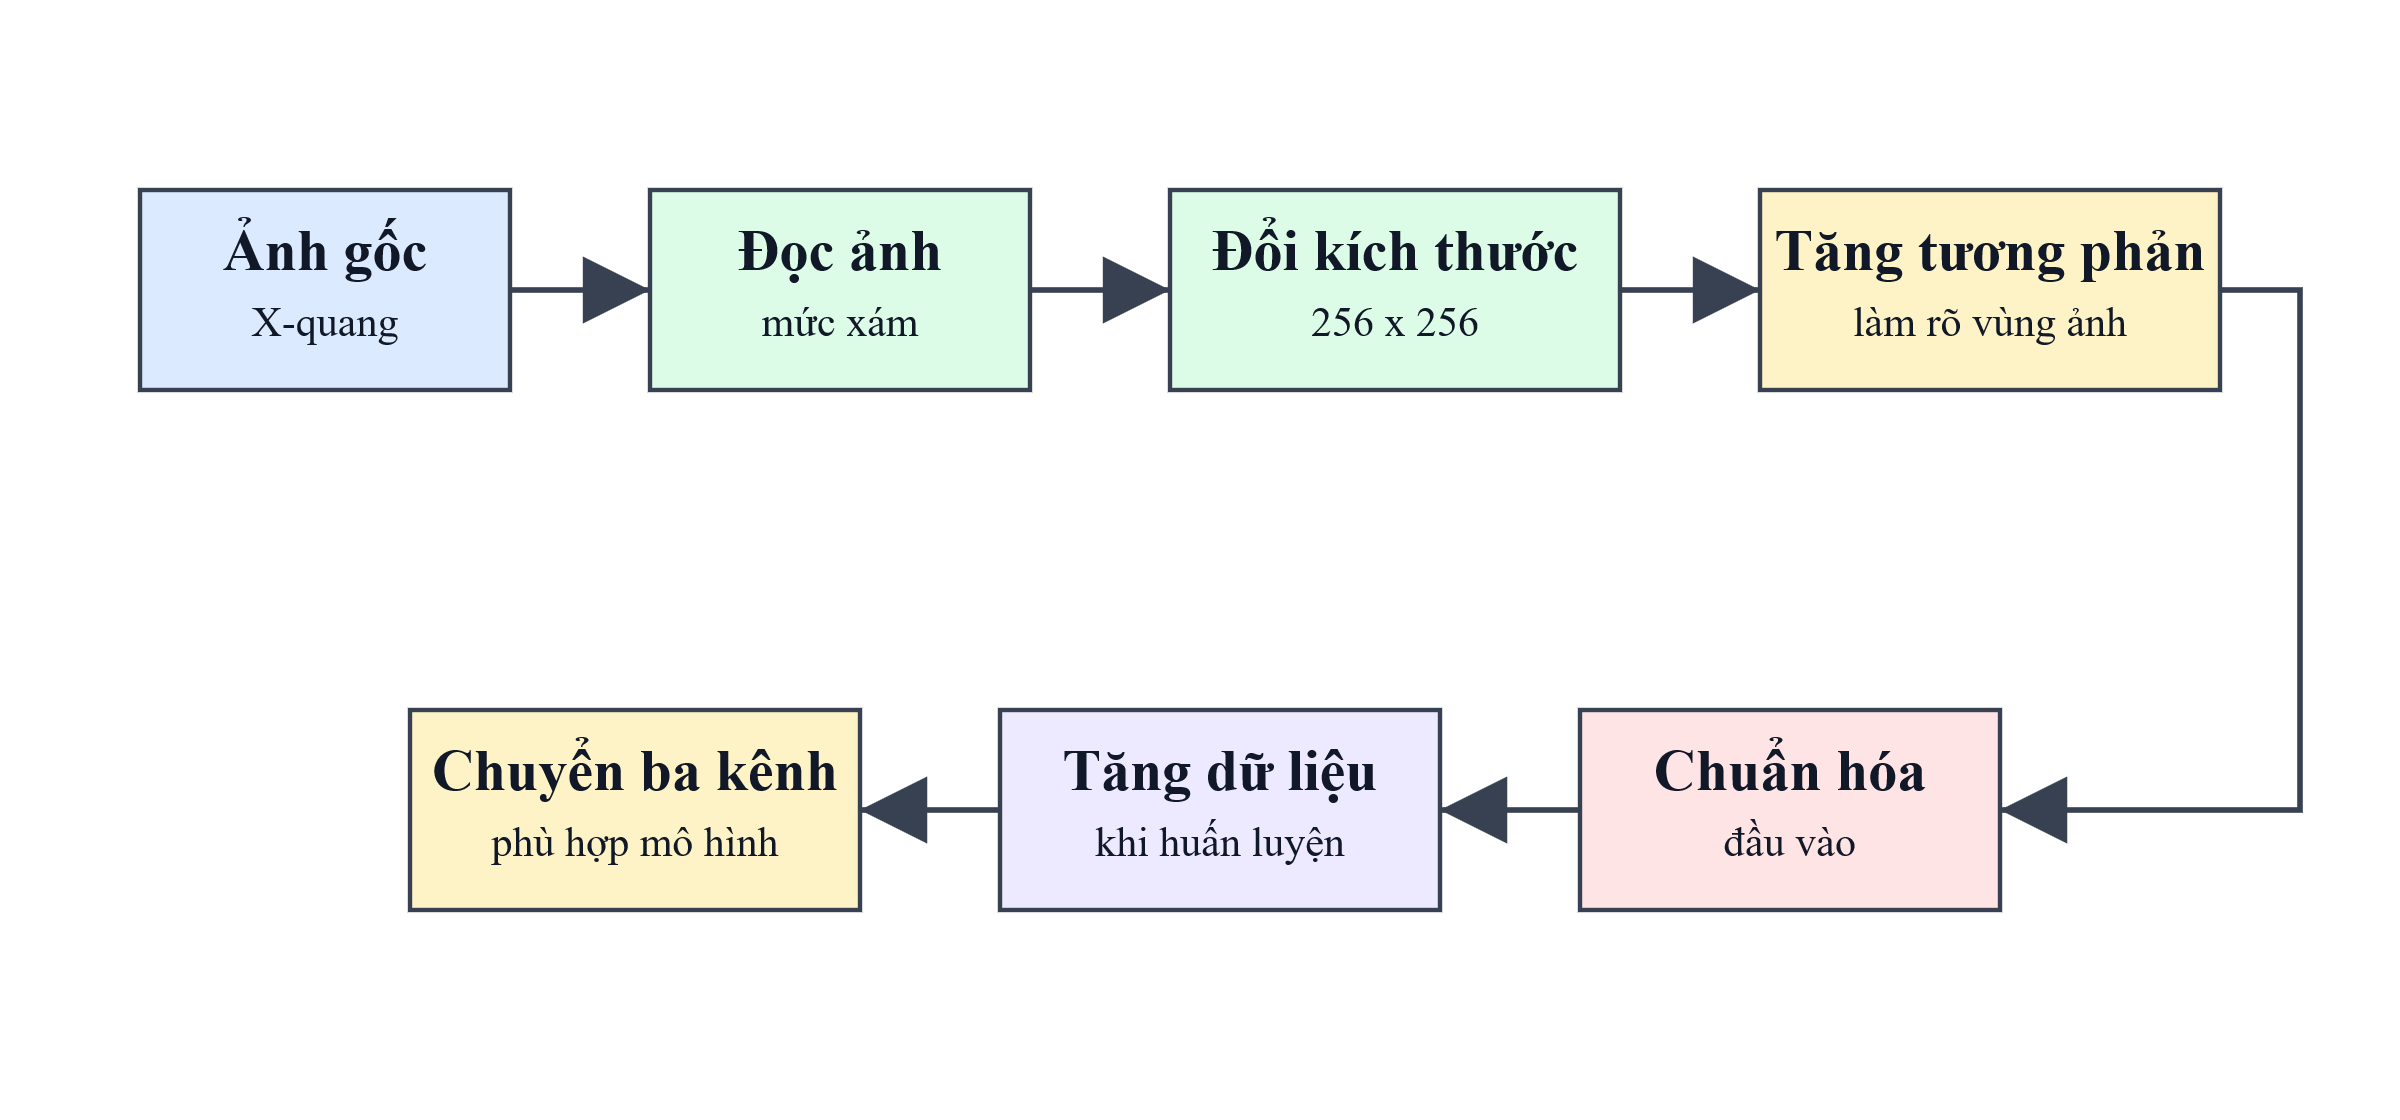 Ảnh gốc
X-quang
Đọc ảnh
mức xám
Đổi kích thước
256 x 256
Tăng tương phản
làm rõ vùng ảnh
Chuẩn hóa
đầu vào
Tăng dữ liệu
khi huấn luyện
Chuyển ba kênh
phù hợp mô hình